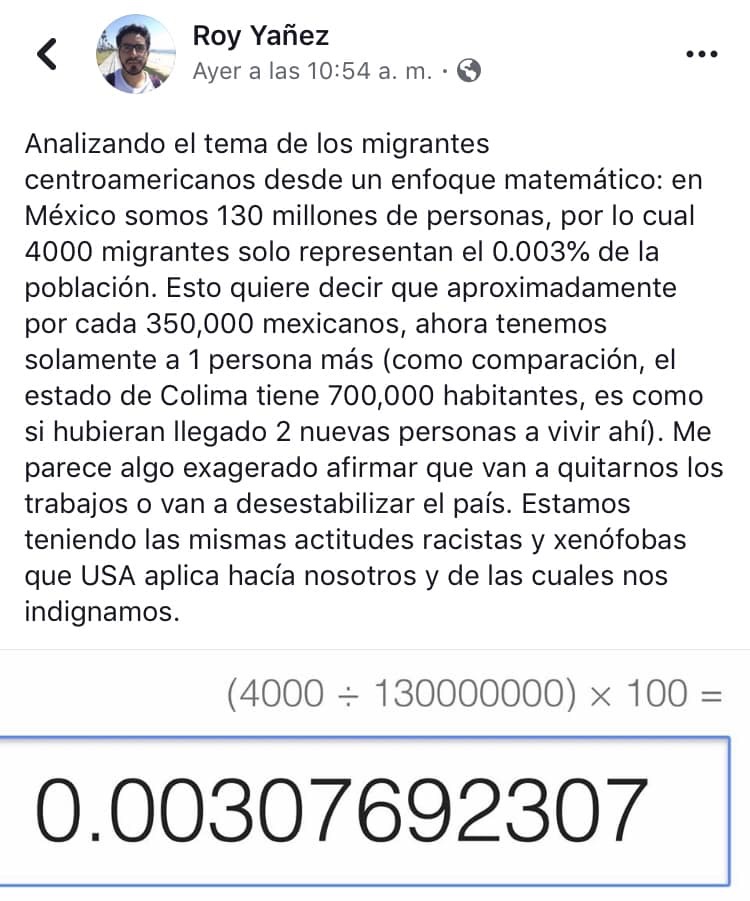 Roy Yañez
Ayer a las 10:54 a. m. ·
Analizando el tema de los migrantes
centroamericanos desde un enfoque matemático: en
México somos 130 millones de personas, por lo cual
4000 migrantes solo representan el 0.003% de la
población. Esto quiere decir que aproximadamente
por cada 350,000 mexicanos, ahora tenemos
solamente a 1 persona más (como comparación, el
estado de Colima tiene 700,000 habitantes, es como
si hubieran llegado 2 nuevas personas a vivir ahí). Me
parece algo exagerado afirmar que van a quitarnos los
trabajos o van a desestabilizar el país. Estamos
teniendo las mismas actitudes racistas y xenófobas
que USA aplica hacía nosotros y de las cuales nos
indignamos.
(4000 ÷ 130000000) × 100 =
0.00307692307